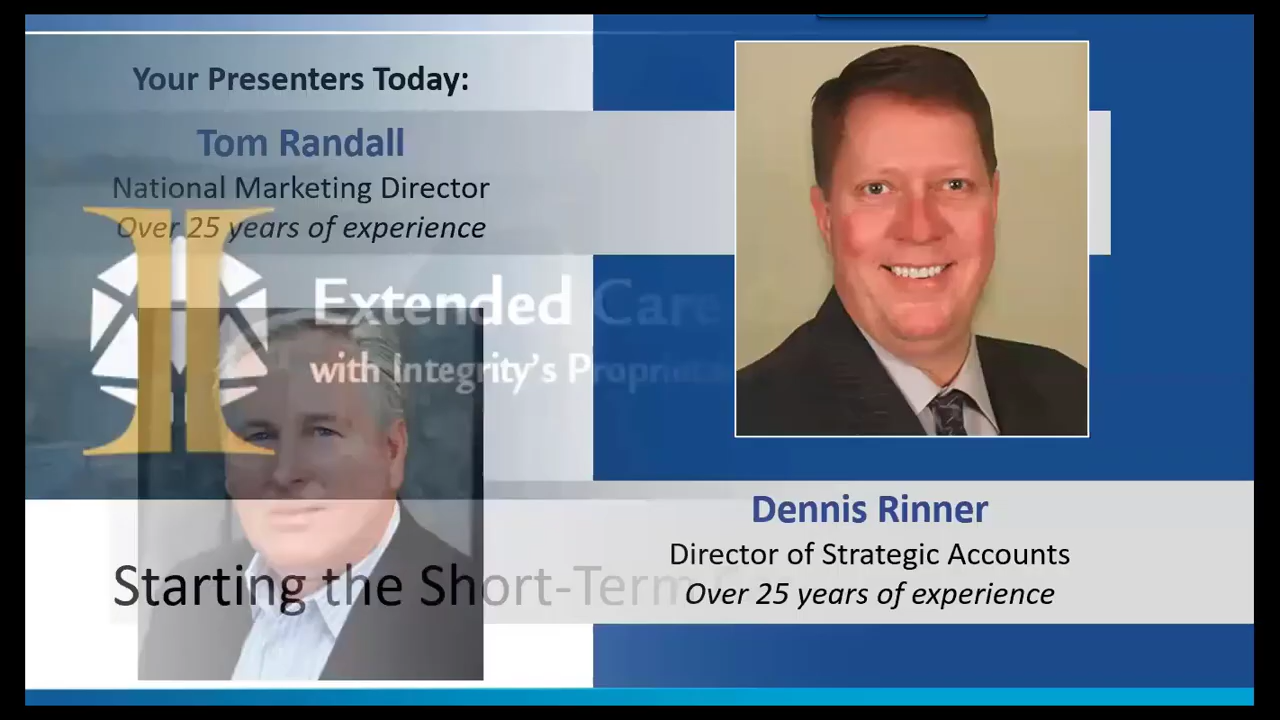 Your Presenters Today:
Tom Randall
National Marketing Director
Over 25 years of experience
Extended Care
with Integrity's
Starting the Short-Term
Dennis Rinner
Director of Strategic Accounts
Over 25 years of experience